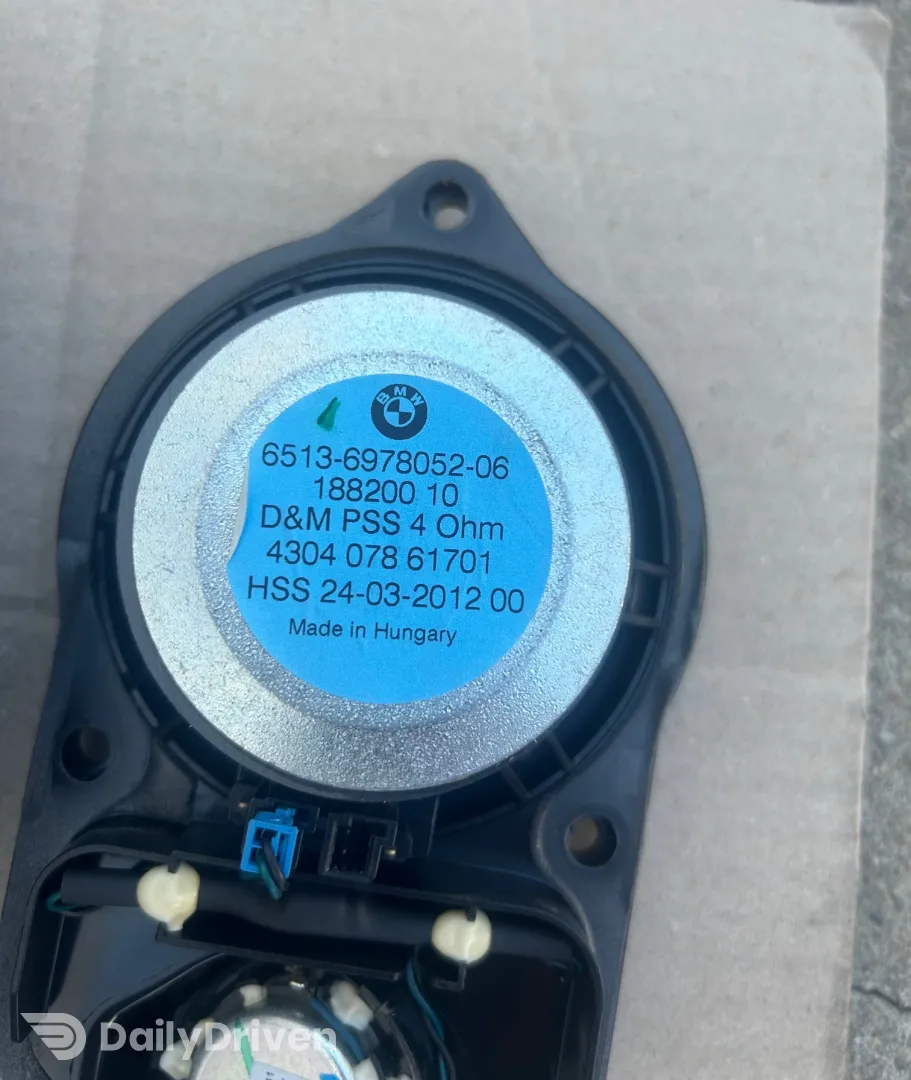 BMW
6513-6978052-06
188200 10
D&M PSS 4 Ohm
4304 078 61701
HSS 24-03-2012 00
Made in Hungary
DailyDriven